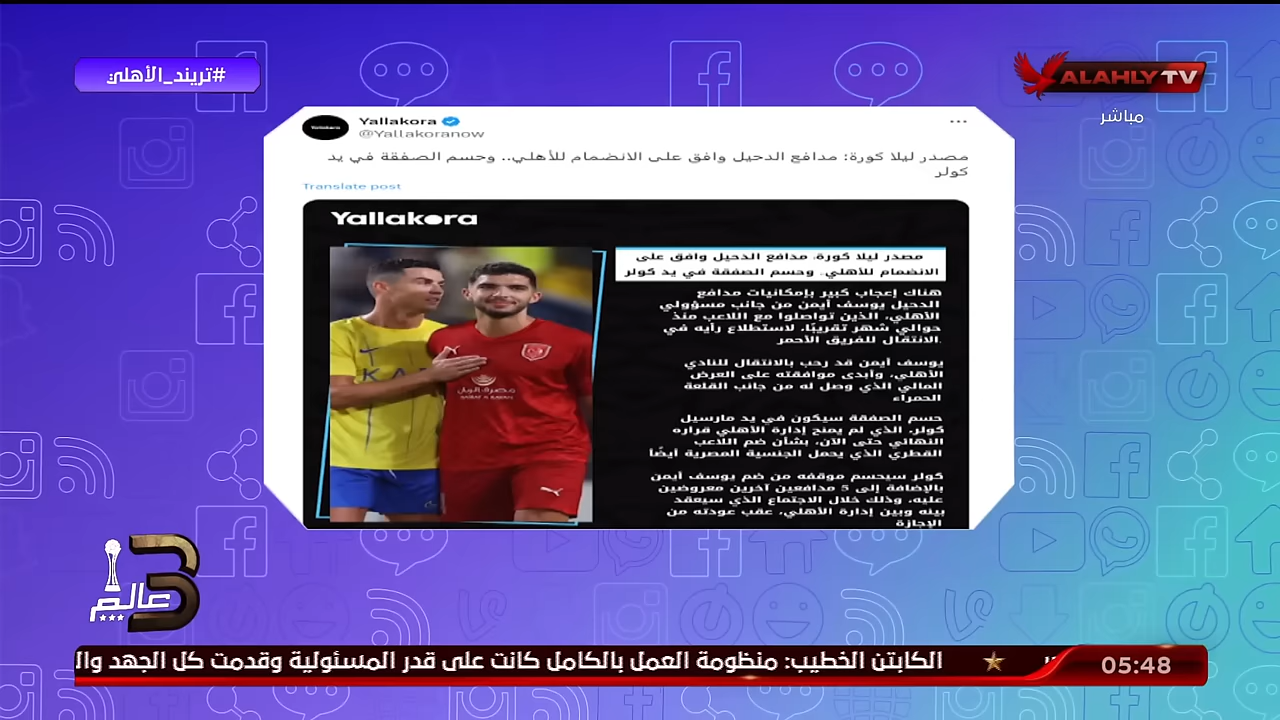 #تريند_الأهلي
ALAHLY TV
مباشر
Yallakora
@Yallakoranow
مصدر ليلا كورة: مدافع الدحيل وافق على الانضمام للأهلي.. وحسم الصفقة في يد
كولر
Translate post
Yallakora
مصدر ليلا كورة، مدافع الدحيل وافق على
الانضمام للأهلي.. وحسم الصفقة في يد كولر
هناك إعجاب كبير بإمكانيات مدافع
الدحيل يوسف أيمن من جانب مسؤولي
الأهلي، الذين تواصلوا مع اللاعب منذ
حوالي شهر تقريبًا، لاستطلاع رأيه في
الانتقال للفريق الأحمر.
يوسف أيمن قد رحب بالانتقال للنادي
الأهلي، وأبدى موافقته على العرض
المالي الذي وصل له من جانب القلعة
الحمراء
حسم الصفقة سيكون في يد مارسيل
كولر، الذي لم يمنح إدارة الأهلي قراره
النهائي حتى الآن، بشأن ضم اللاعب
القطري الذي يحمل الجنسية المصرية أيضًا
كولر سيحسم موقفه من ضم يوسف أيمن
بالإضافة إلى 5 مدافعين آخرين معروضين
عليه، وذلك خلال الاجتماع الذي سيعقد
بينه وبين إدارة الأهلي، عقب عودته من
الإجازة
عالم
3
الكابتن الخطيب: منظومة العمل بالكامل كانت على قدر المسئولية وقدمت كل الجهد وال
05:48